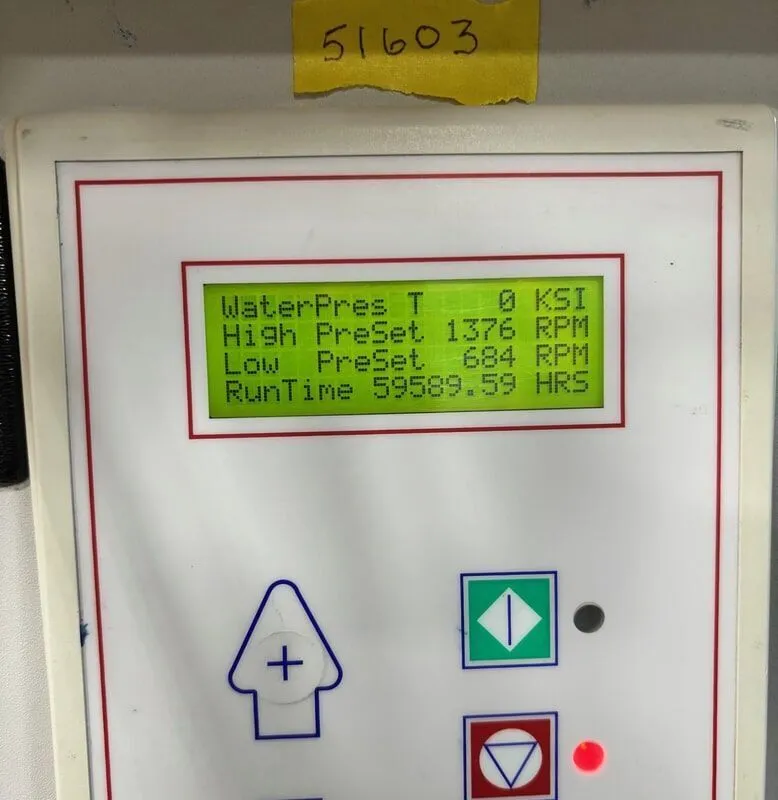 51603
WaterPres T 0 KSI
High PreSet 1376 RPM
Low PreSet 684 RPM
RunTime 59589.59 HRS